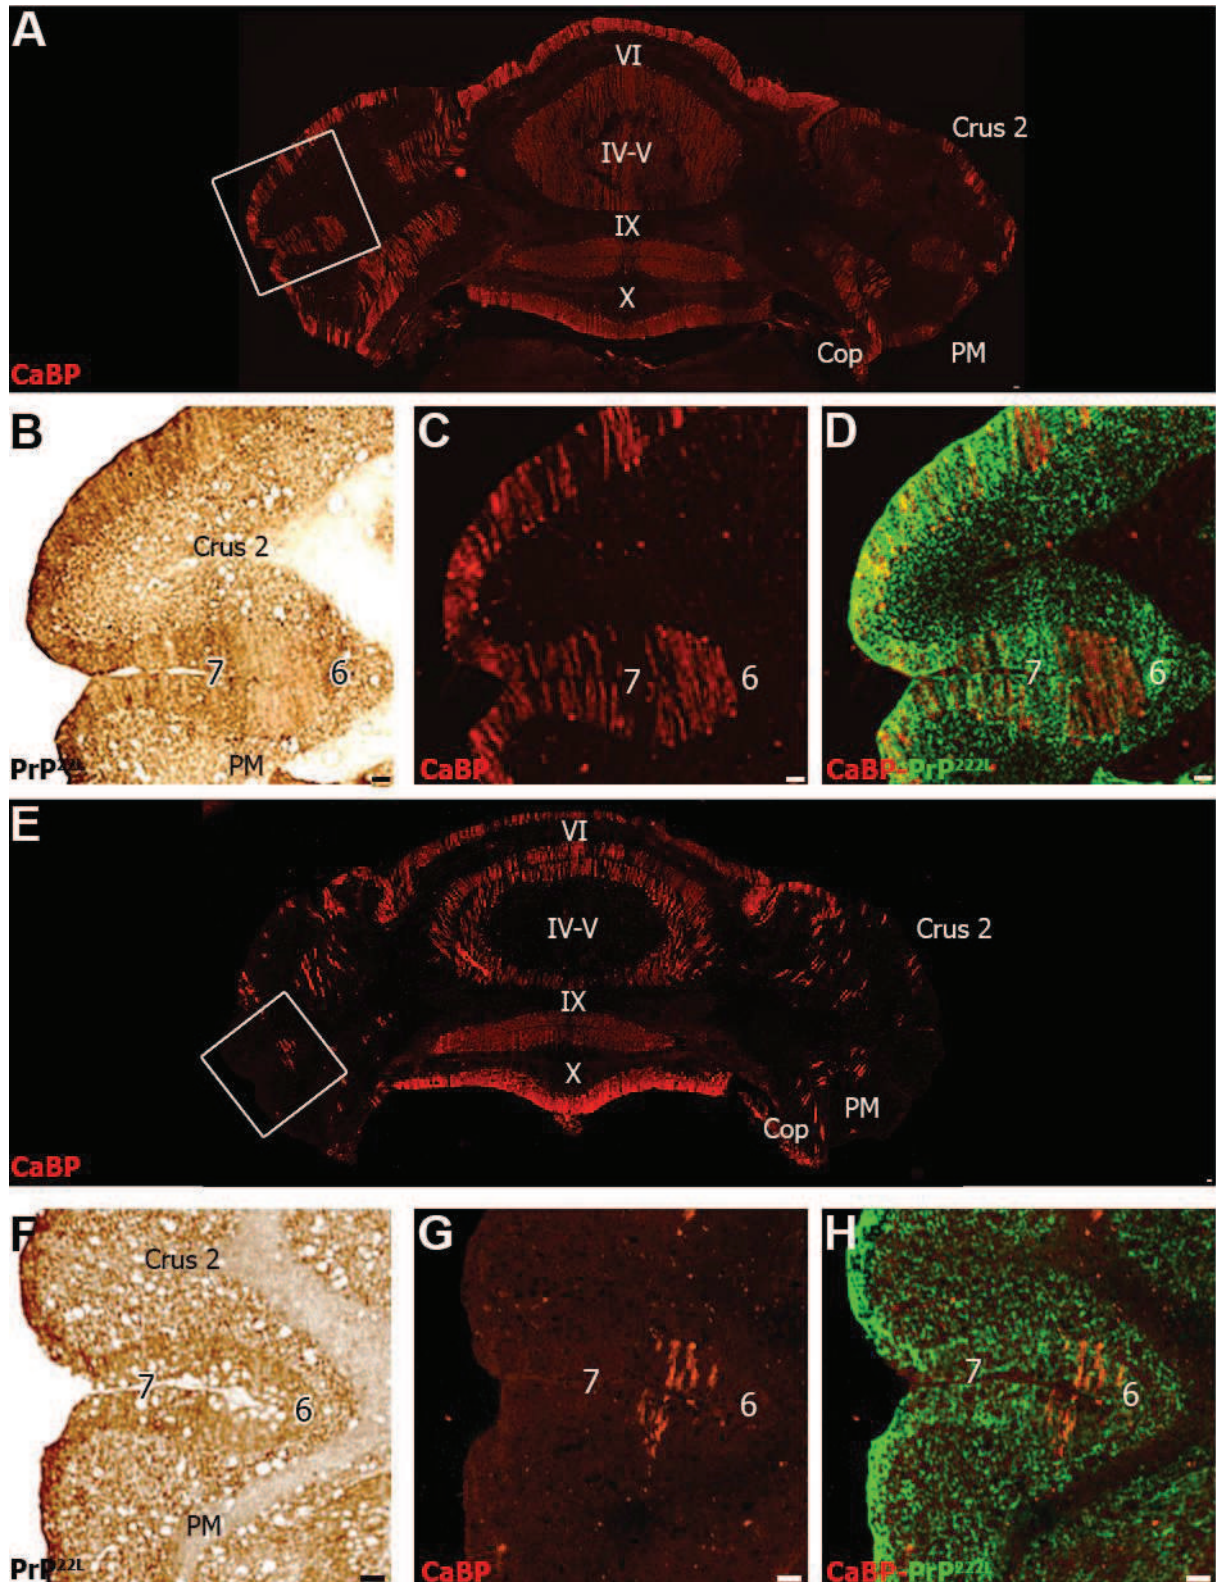 A
VI
Crus 2
IV-V
IX
X
Cop
PM
CaBP
B
Crus 2
7
6
PM
PrP²²ᴸ
C
7
6
CaBP
D
7
6
CaBP-PrP²²²ᴸ
E
VI
Crus 2
IV-V
IX
X
PM
Cop
CaBP
F
Crus 2
7
6
PM
PrP²²ᴸ
G
7
6
CaBP
H
7
6
CaBP-PrP²²²ᴸ